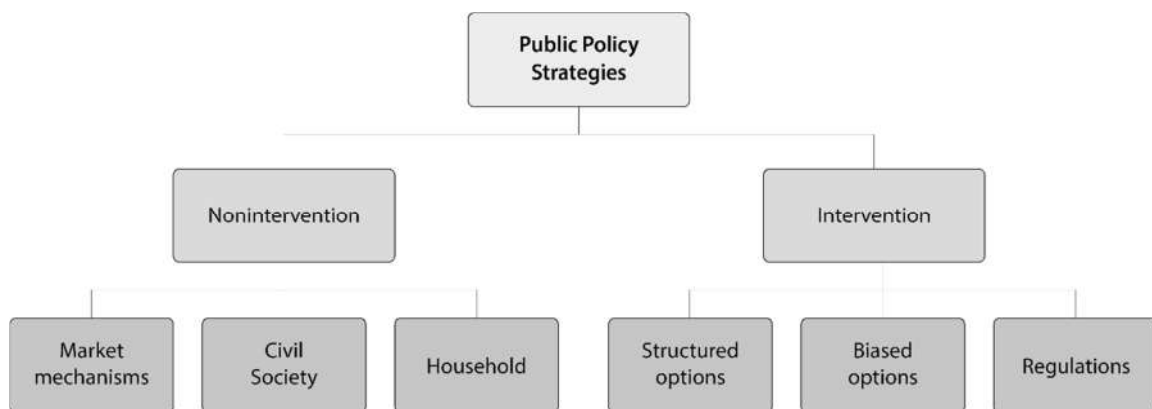 Public Policy
Strategies
Nonintervention
Intervention
Market
mechanisms
Civil
Society
Household
Structured
options
Biased
options
Regulations